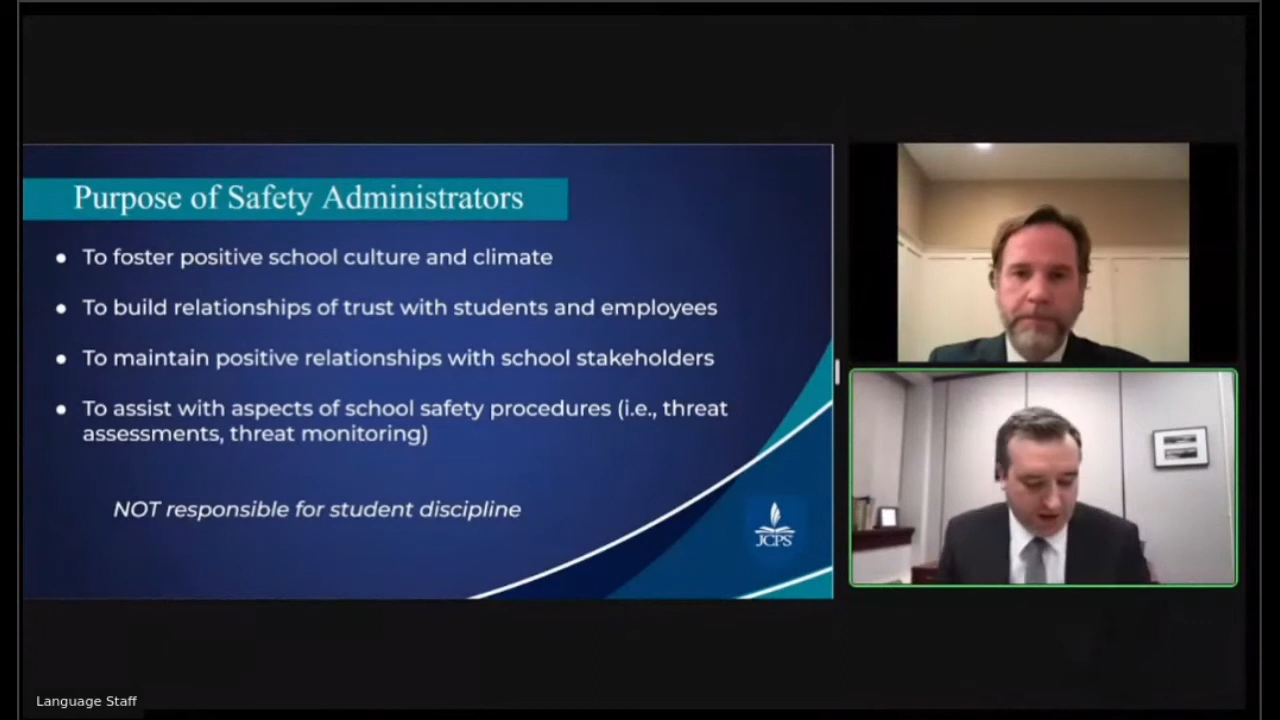 Purpose of Safety Administrators
● To foster positive school culture and climate
● To build relationships of trust with students and employees
● To maintain positive relationships with school stakeholders
● To assist with aspects of school safety procedures (i.e., threat
assessments, threat monitoring)
NOT responsible for student discipline
JCPS
Language Staff